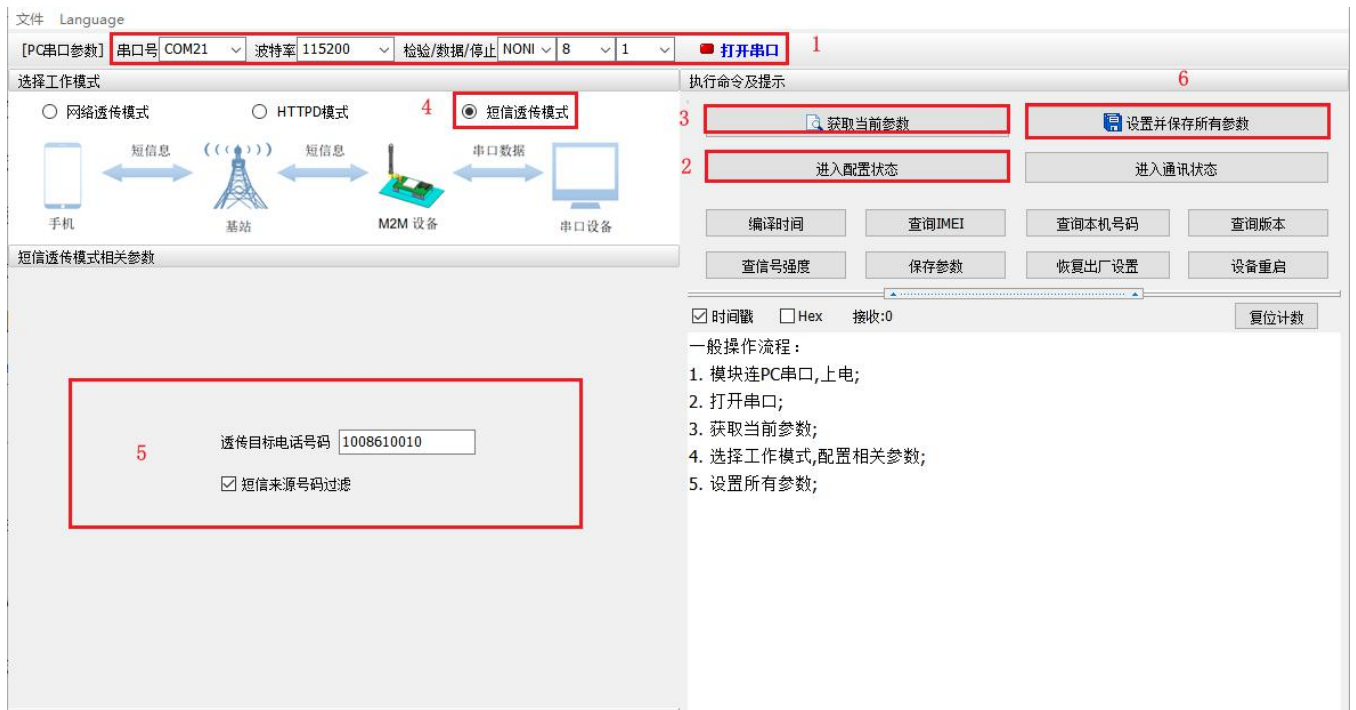 文件 Language
[PC串口参数] 串口号 COM21 波特率 115200 检验/数据/停止 NONI 8 1 打开串口 1
选择工作模式
网络透传模式 HTTPD模式 4 短信透传模式
短信息 短信息 串口数据
手机 基站 M2M 设备 串口设备
短信透传模式相关参数
5
透传目标电话号码 1008610010
短信来源号码过滤
执行命令及提示 6
3 获取当前参数 设置并保存所有参数
2 进入配置状态 进入通讯状态
编译时间 查询IMEI 查询本机号码 查询版本
查信号强度 保存参数 恢复出厂设置 设备重启
时间戳 Hex 接收:0 复位计数
一般操作流程：
1. 模块连PC串口,上电;
2. 打开串口;
3. 获取当前参数;
4. 选择工作模式,配置相关参数;
5. 设置所有参数;